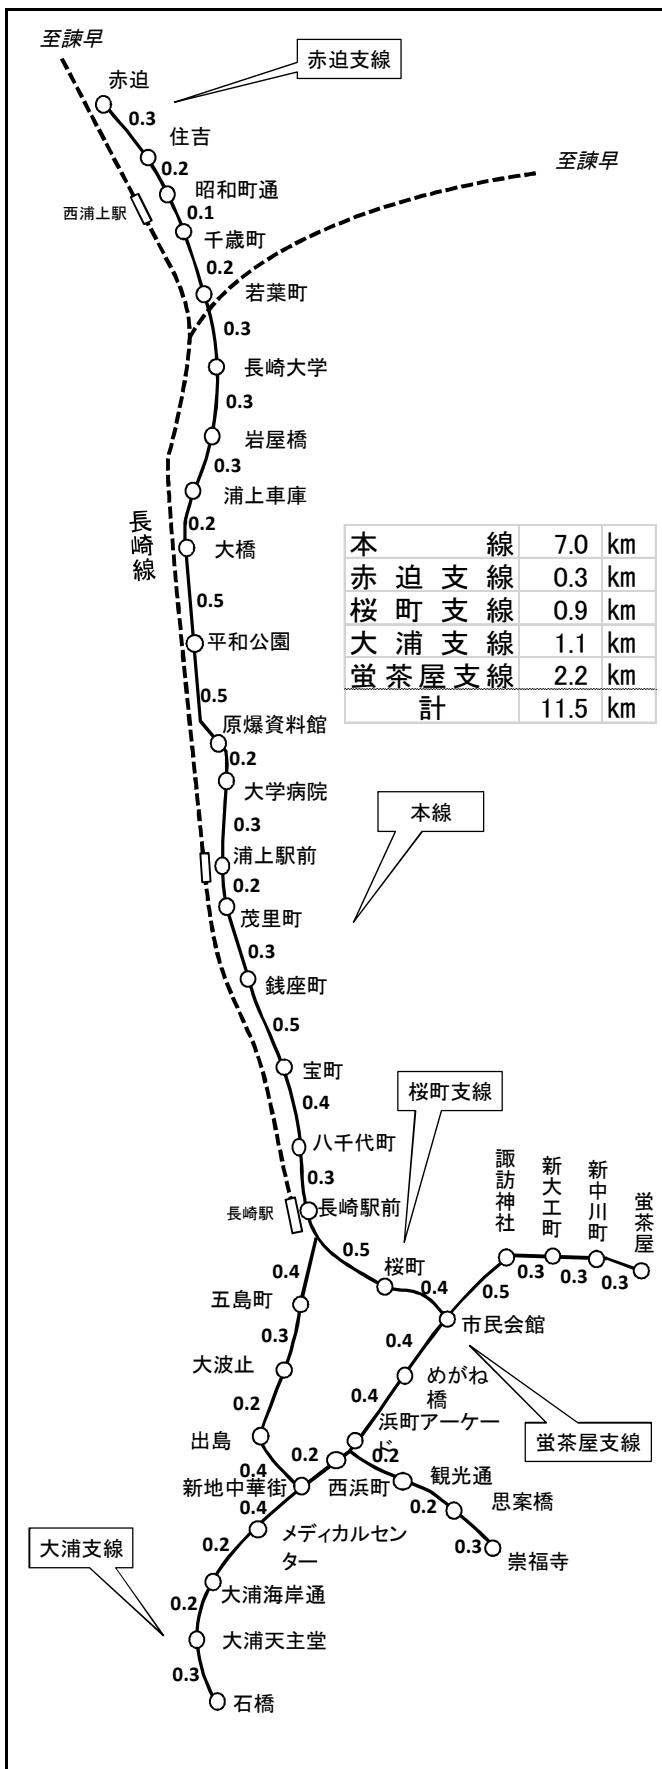 至諫早
赤迫支線
赤迫
0.3
住吉
0.2
至諫早
昭和町通
西浦上駅
0.1
千歳町
0.2
若葉町
0.3
長崎大学
0.3
岩屋橋
0.3
浦上車庫
長崎線
0.2
大橋
本線 7.0 km
赤迫支線 0.3 km
桜町支線 0.9 km
大浦支線 1.1 km
蛍茶屋支線 2.2 km
計 11.5 km
0.5
平和公園
0.5
原爆資料館
0.2
大学病院
本線
0.3
浦上駅前
0.2
茂里町
0.3
銭座町
0.5
宝町
桜町支線
0.4
八千代町
0.3
長崎駅
長崎駅前
諏訪神社
新大工町
新中川町
蛍茶屋
0.5
桜町
0.4
0.5
0.3
0.3
0.3
0.4
五島町
市民会館
0.3
0.4
大波止
めがね
橋
0.2
0.4
浜町アーケー
ド
蛍茶屋支線
出島
0.4
0.2
0.2
新地中華街
西浜町
観光通
0.2
思案橋
0.3
崇福寺
0.4
メディカルセン
ター
大浦支線
0.2
大浦海岸通
0.2
大浦天主堂
0.3
石橋